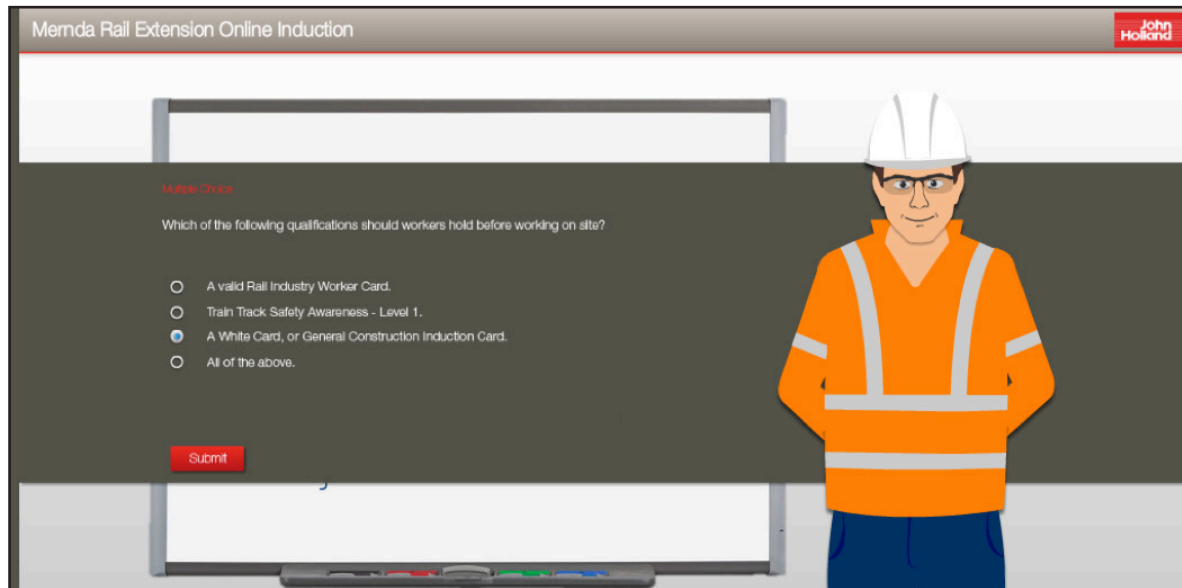 Mernda Rail Extension Online Induction
John
Holland
Multiple Choice
Which of the following qualifications should workers hold before working on site?
A valid Rail Industry Worker Card.
Train Track Safety Awareness - Level 1.
A White Card, or General Construction Induction Card.
All of the above.
Submit